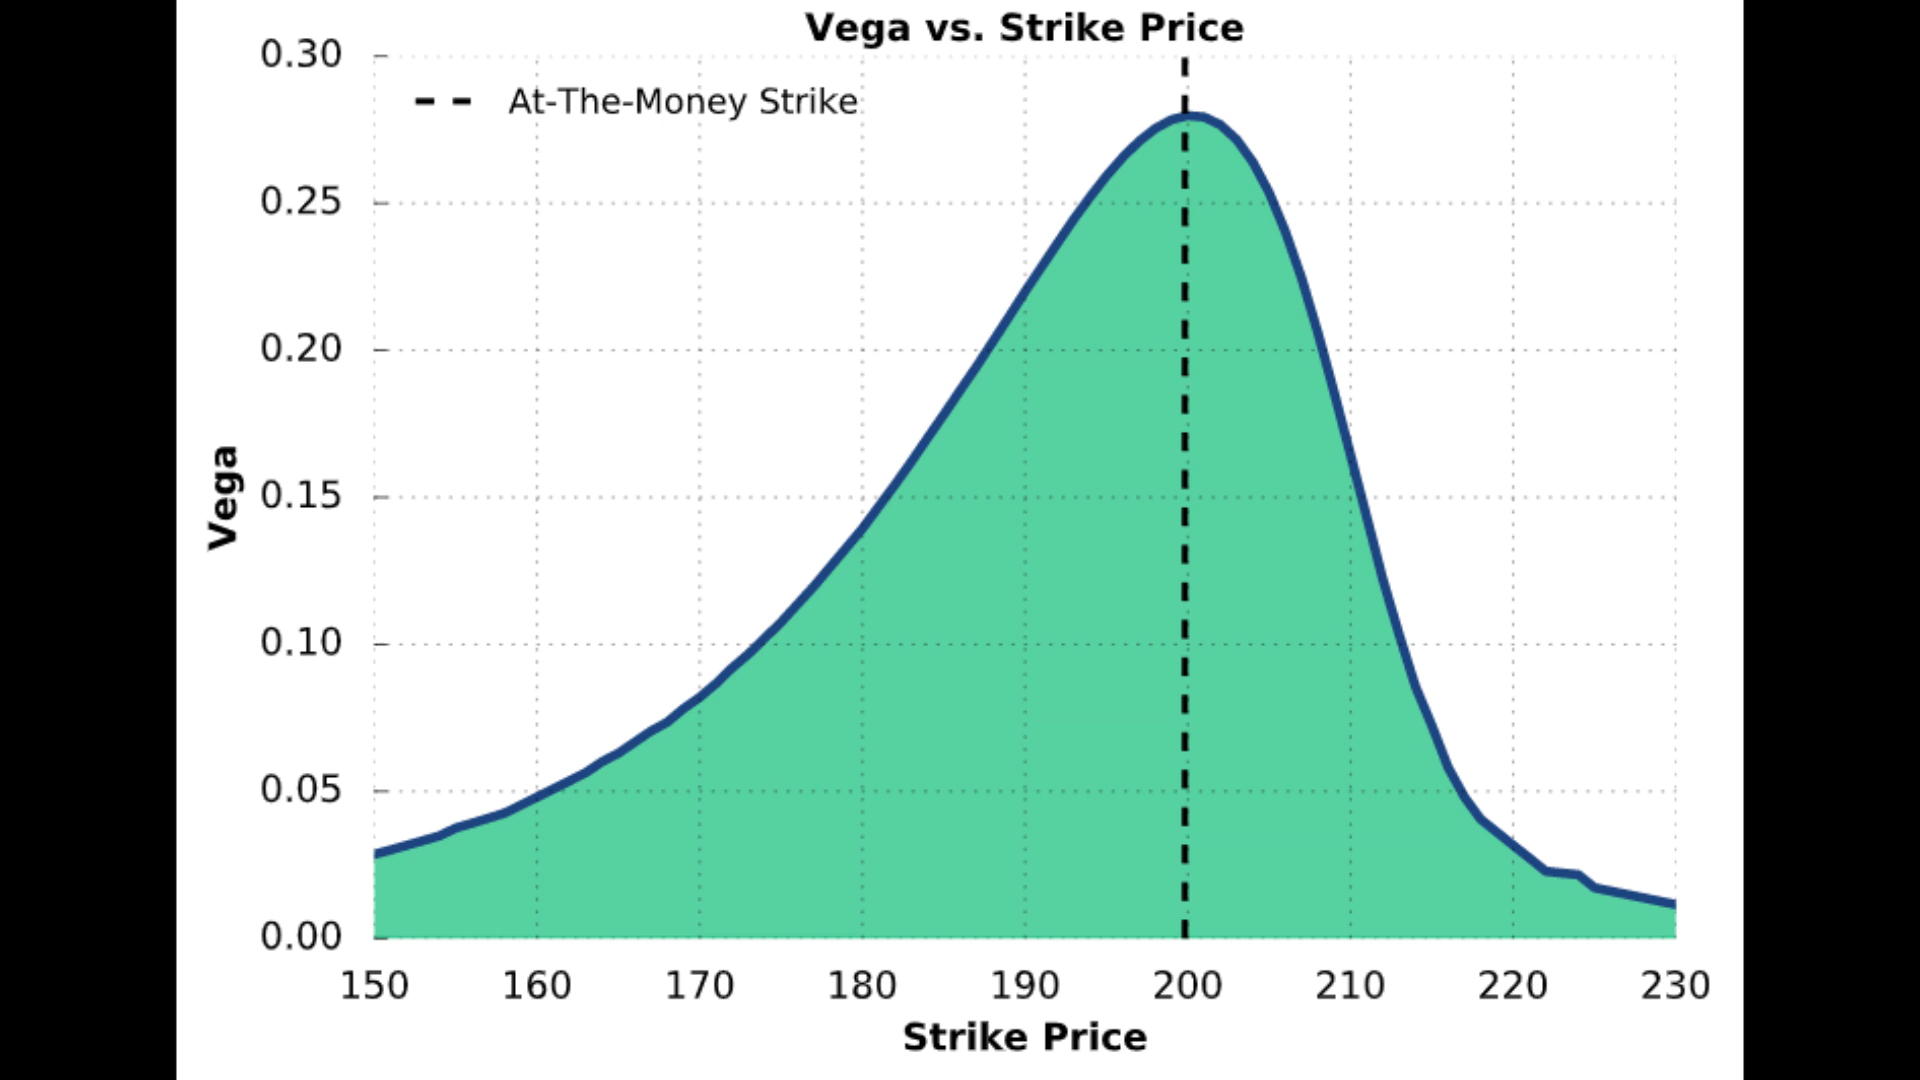 Vega vs. Strike Price
At-The-Money Strike
0.30
0.25
0.20
0.15
0.10
0.05
0.00
Vega
150 160 170 180 190 200 210 220 230
Strike Price